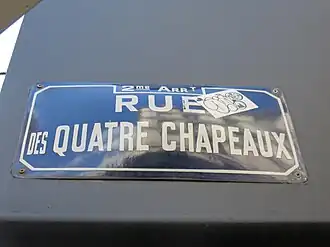 2me Arrt
RUE
DES QUATRE CHAPEAUX